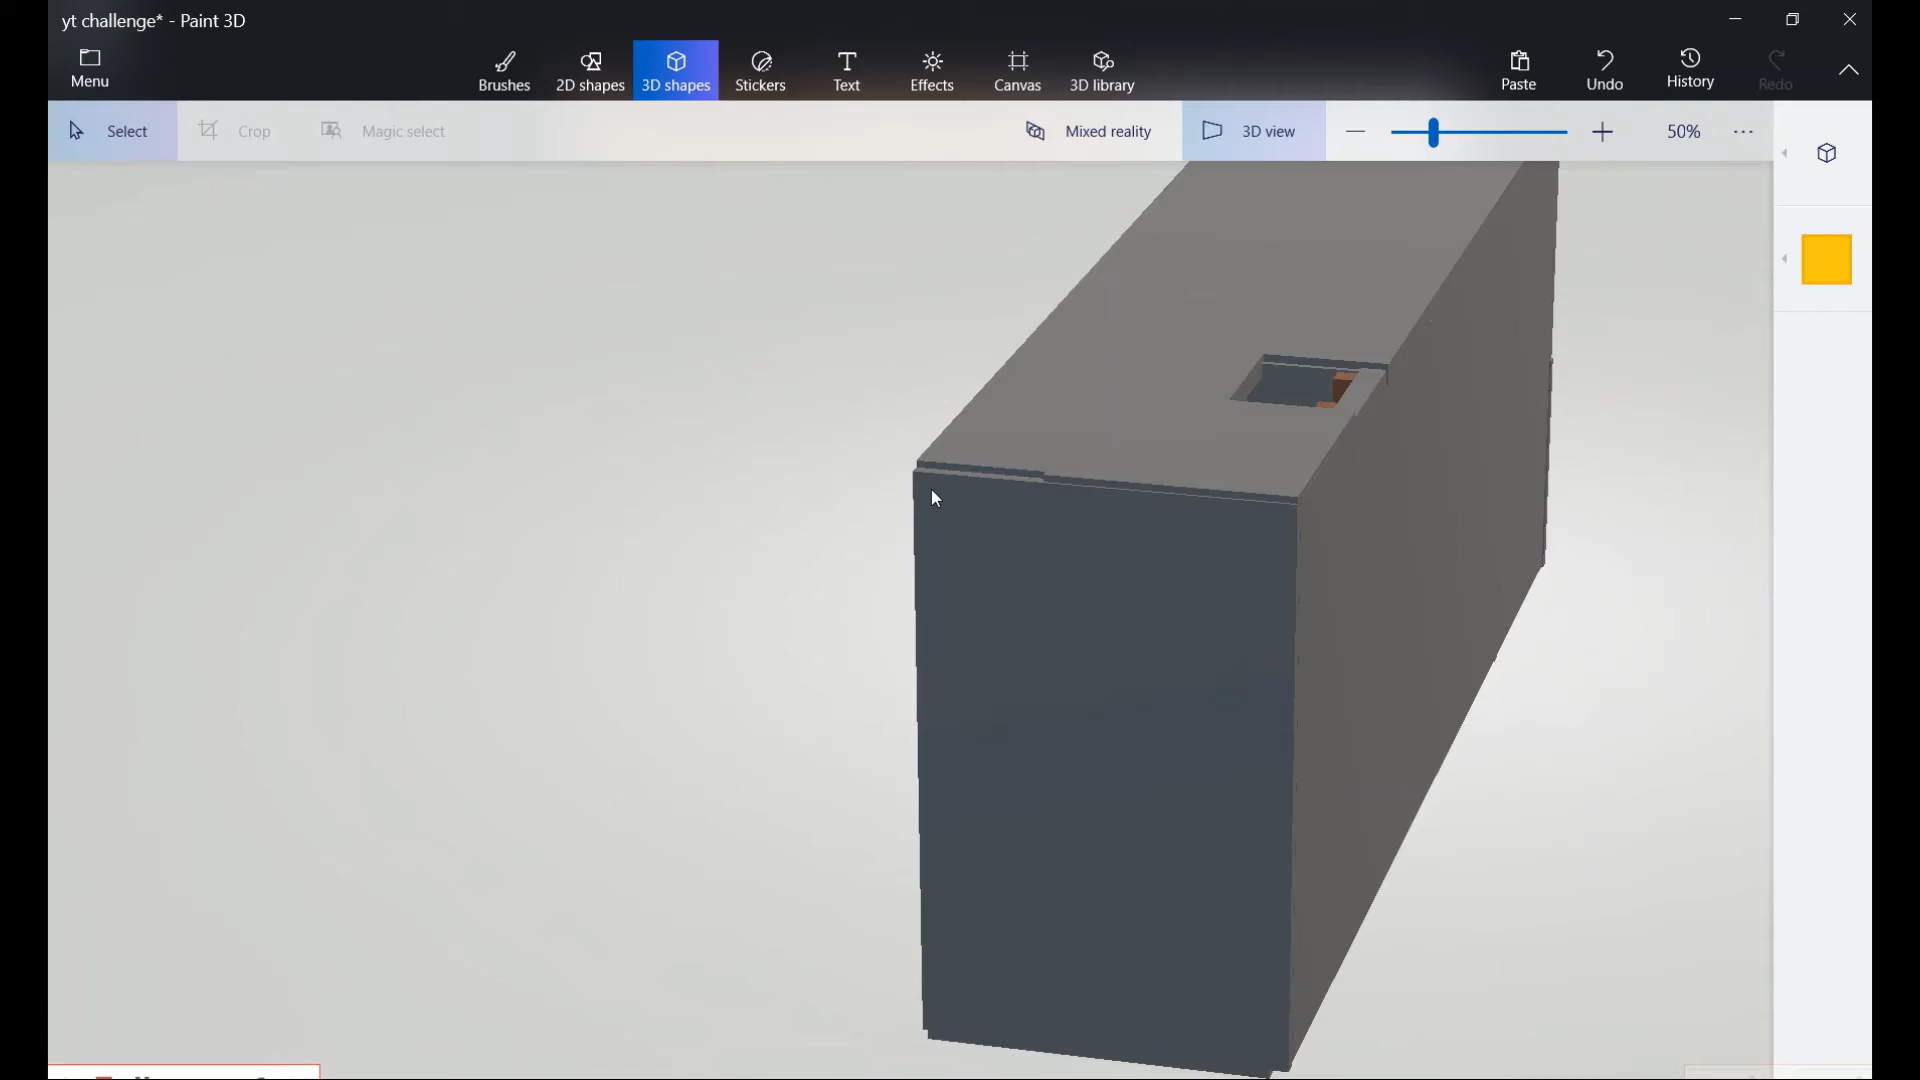 yt challenge* - Paint 3D
Menu
Brushes
2D shapes
3D shapes
Stickers
Text
Effects
Canvas
3D library
Paste
Undo
History
Redo
Select
Crop
Magic select
Mixed reality
3D view
50%